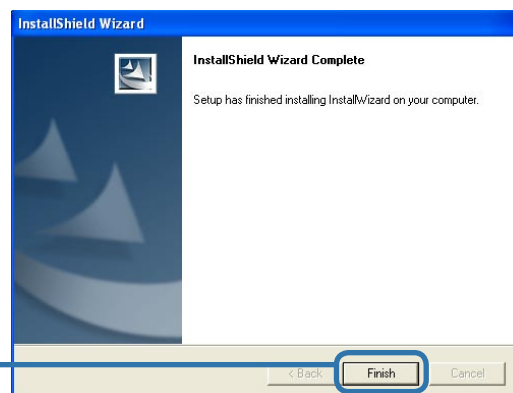 InstallShield Wizard
InstallShield Wizard Complete
Setup has finished installing InstallWizard on your computer.
< Back
Finish
Cancel